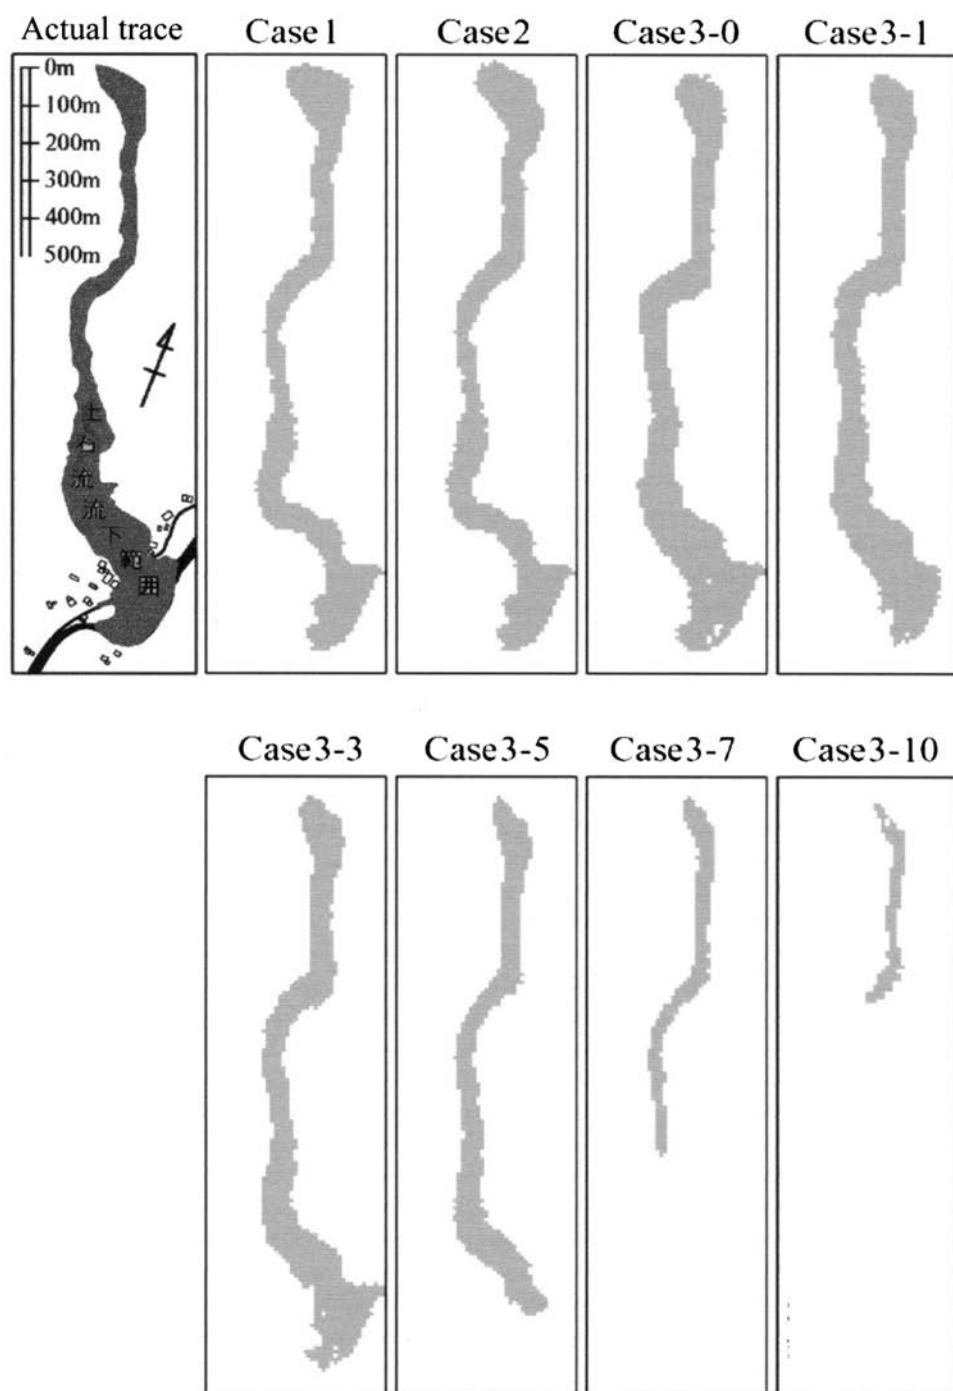 Actual trace
Case1
Case2
Case3-0
Case3-1
0m
100m
200m
300m
400m
500m
土
石
流
流
下
範
囲
Case3-3
Case3-5
Case3-7
Case3-10